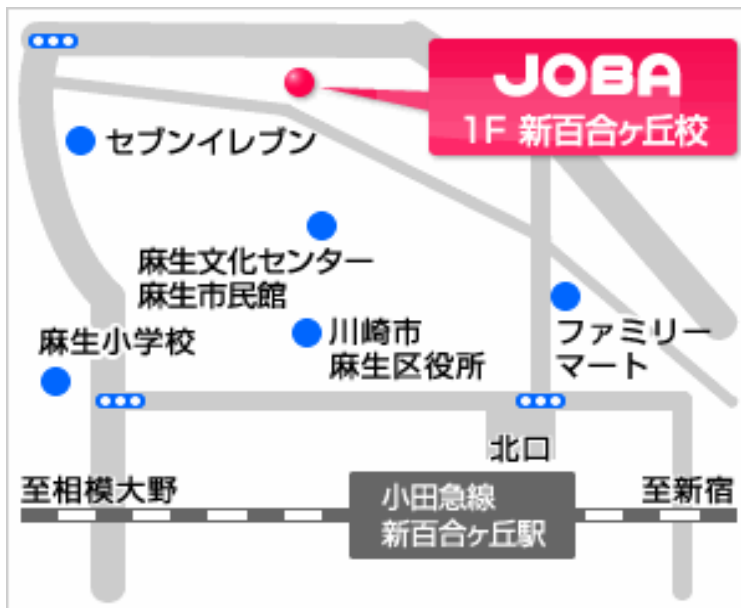 JOBA
1F 新百合ヶ丘校
セブンイレブン
麻生文化センター
麻生市民館
麻生小学校
川崎市
麻生区役所
ファミリー
マート
北口
至相模大野
小田急線
新百合ヶ丘駅
至新宿